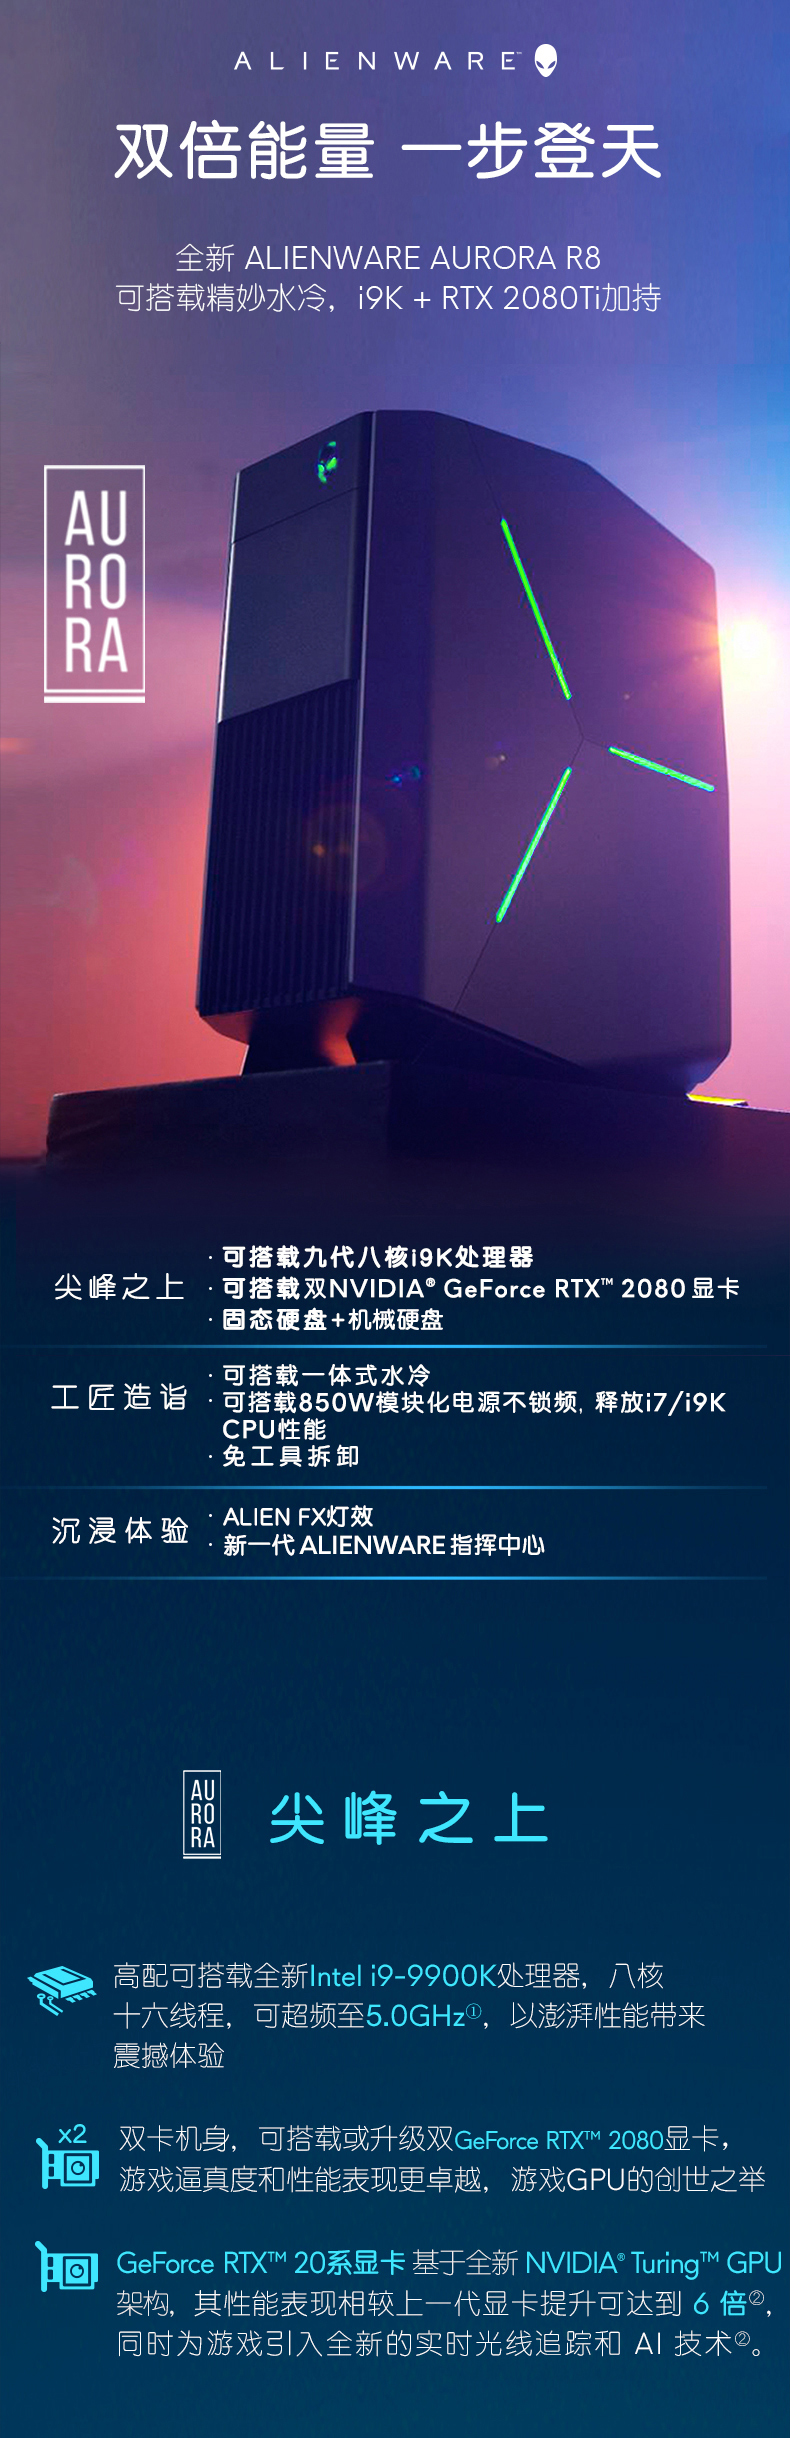 ALIENWARE™
双倍能量 一步登天
全新 ALIENWARE AURORA R8
可搭载精妙水冷，i9K + RTX 2080Ti加持
AU
RO
RA
尖峰之上
· 可搭载九代八核i9K处理器
· 可搭载双NVIDIA® GeForce RTX™ 2080 显卡
· 固态硬盘+机械硬盘
工匠造诣
· 可搭载一体式水冷
· 可搭载850W模块化电源不锁频, 释放i7/i9K
CPU性能
· 免工具拆卸
沉浸体验
· ALIEN FX灯效
· 新一代 ALIENWARE 指挥中心
AU
RO
RA
尖峰之上
高配可搭载全新Intel i9-9900K处理器，八核
十六线程，可超频至5.0GHz①，以澎湃性能带来
震撼体验
x2
双卡机身，可搭载或升级双GeForce RTX™ 2080显卡，
游戏逼真度和性能表现更卓越，游戏GPU的创世之举
GeForce RTX™ 20系显卡 基于全新 NVIDIA® Turing™ GPU
架构，其性能表现相较上一代显卡提升可达到 6 倍②，
同时为游戏引入全新的实时光线追踪和 AI 技术②。